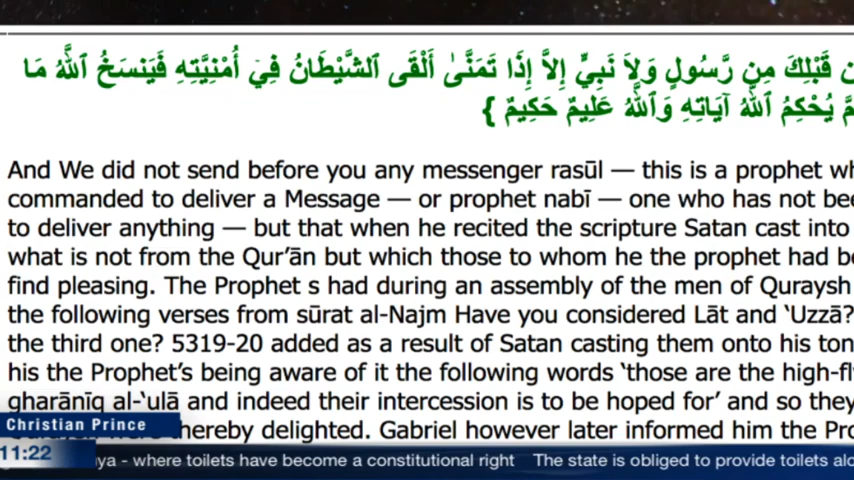 قَبْلِكَ مِن رَّسُولٍ وَلاَ نَبِيٍّ إِلاَّ إِذَا تَمَنَّىٰ أَلْقَى ٱلشَّيْطَانُ فِيۤ أُمْنِيَّتِهِ فَيَنسَخُ ٱللَّهُ مَا
يُحْكِمُ ٱللَّهُ آيَاتِهِ وَٱللَّهُ عَلِيمٌ حَكِيمٌ }
And We did not send before you any messenger rasūl — this is a prophet wh
commanded to deliver a Message — or prophet nabī — one who has not bee
to deliver anything — but that when he recited the scripture Satan cast into
what is not from the Qur’ān but which those to whom he the prophet had be
find pleasing. The Prophet s had during an assembly of the men of Quraysh
the following verses from sūrat al-Najm Have you considered Lāt and ‘Uzzā?
the third one? 5319-20 added as a result of Satan casting them onto his ton
his the Prophet’s being aware of it the following words ‘those are the high-fl
gharānīq al-‘ulā and indeed their intercession is to be hoped for’ and so they
hereby delighted. Gabriel however later informed him the Pro
Christian Prince
11:22 ya - where toilets have become a constitutional right The state is obliged to provide toilets alo